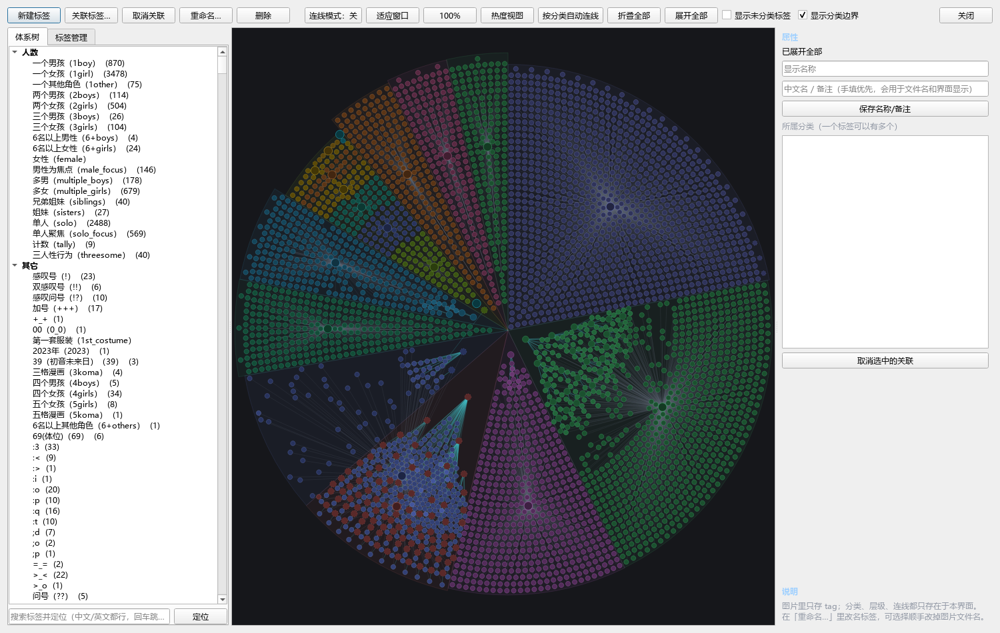 新建标签 关联标签... 取消关联 重命名... 删除 连线模式：关 适应窗口 100% 热度视图 按分类自动连线 折叠全部 展开全部 显示未分类标签 显示分类边界 关闭
体系树 标签管理
人数
一个男孩（1boy） (870)
一个女孩（1girl） (3478)
一个其他角色（1other） (75)
两个男孩（2boys） (114)
两个女孩（2girls） (504)
三个男孩（3boys） (26)
三个女孩（3girls） (104)
6名以上男性（6+boys） (4)
6名以上女性（6+girls） (24)
女性（female）
男性为焦点（male_focus） (146)
多男（multiple_boys） (178)
多女（multiple_girls） (679)
兄弟姐妹（siblings） (40)
姐妹（sisters） (27)
单人（solo） (2488)
单人聚焦（solo_focus） (569)
计数（tally） (9)
三人性行为（threesome） (40)
其它
感叹号（!） (23)
双感叹号（!!） (6)
感叹问号（!?） (10)
加号（+++） (17)
+_+ (1)
00（0_0） (1)
第一套服装（1st_costume）
2023年（2023） (1)
39（初音未来日）（39） (3)
三格漫画（3koma） (4)
四个男孩（4boys） (5)
四个女孩（4girls） (34)
五个女孩（5girls） (8)
五格漫画（5koma） (1)
6名以上其他角色（6+others） (1)
69(体位)（69） (6)
:3 (33)
:< (9)
:> (1)
:i (1)
:o (20)
:p (10)
:q (16)
:t (10)
;d (7)
;o (2)
;p (1)
=_= (2)
>_< (22)
>_o (1)
问号（??） (5)
搜索标签并定位（中文/英文都行，回车跳... 定位
属性
已展开全部
显示名称
中文名 / 备注（手填优先，会用于文件名和界面显示）
保存名称/备注
所属分类（一个标签可以有多个）
取消选中的关联
说明
图片里只存 tag；分类、层级、连线都只存在于本界面。
在「重命名...」里改名标签，可选择顺手改掉图片文件名。